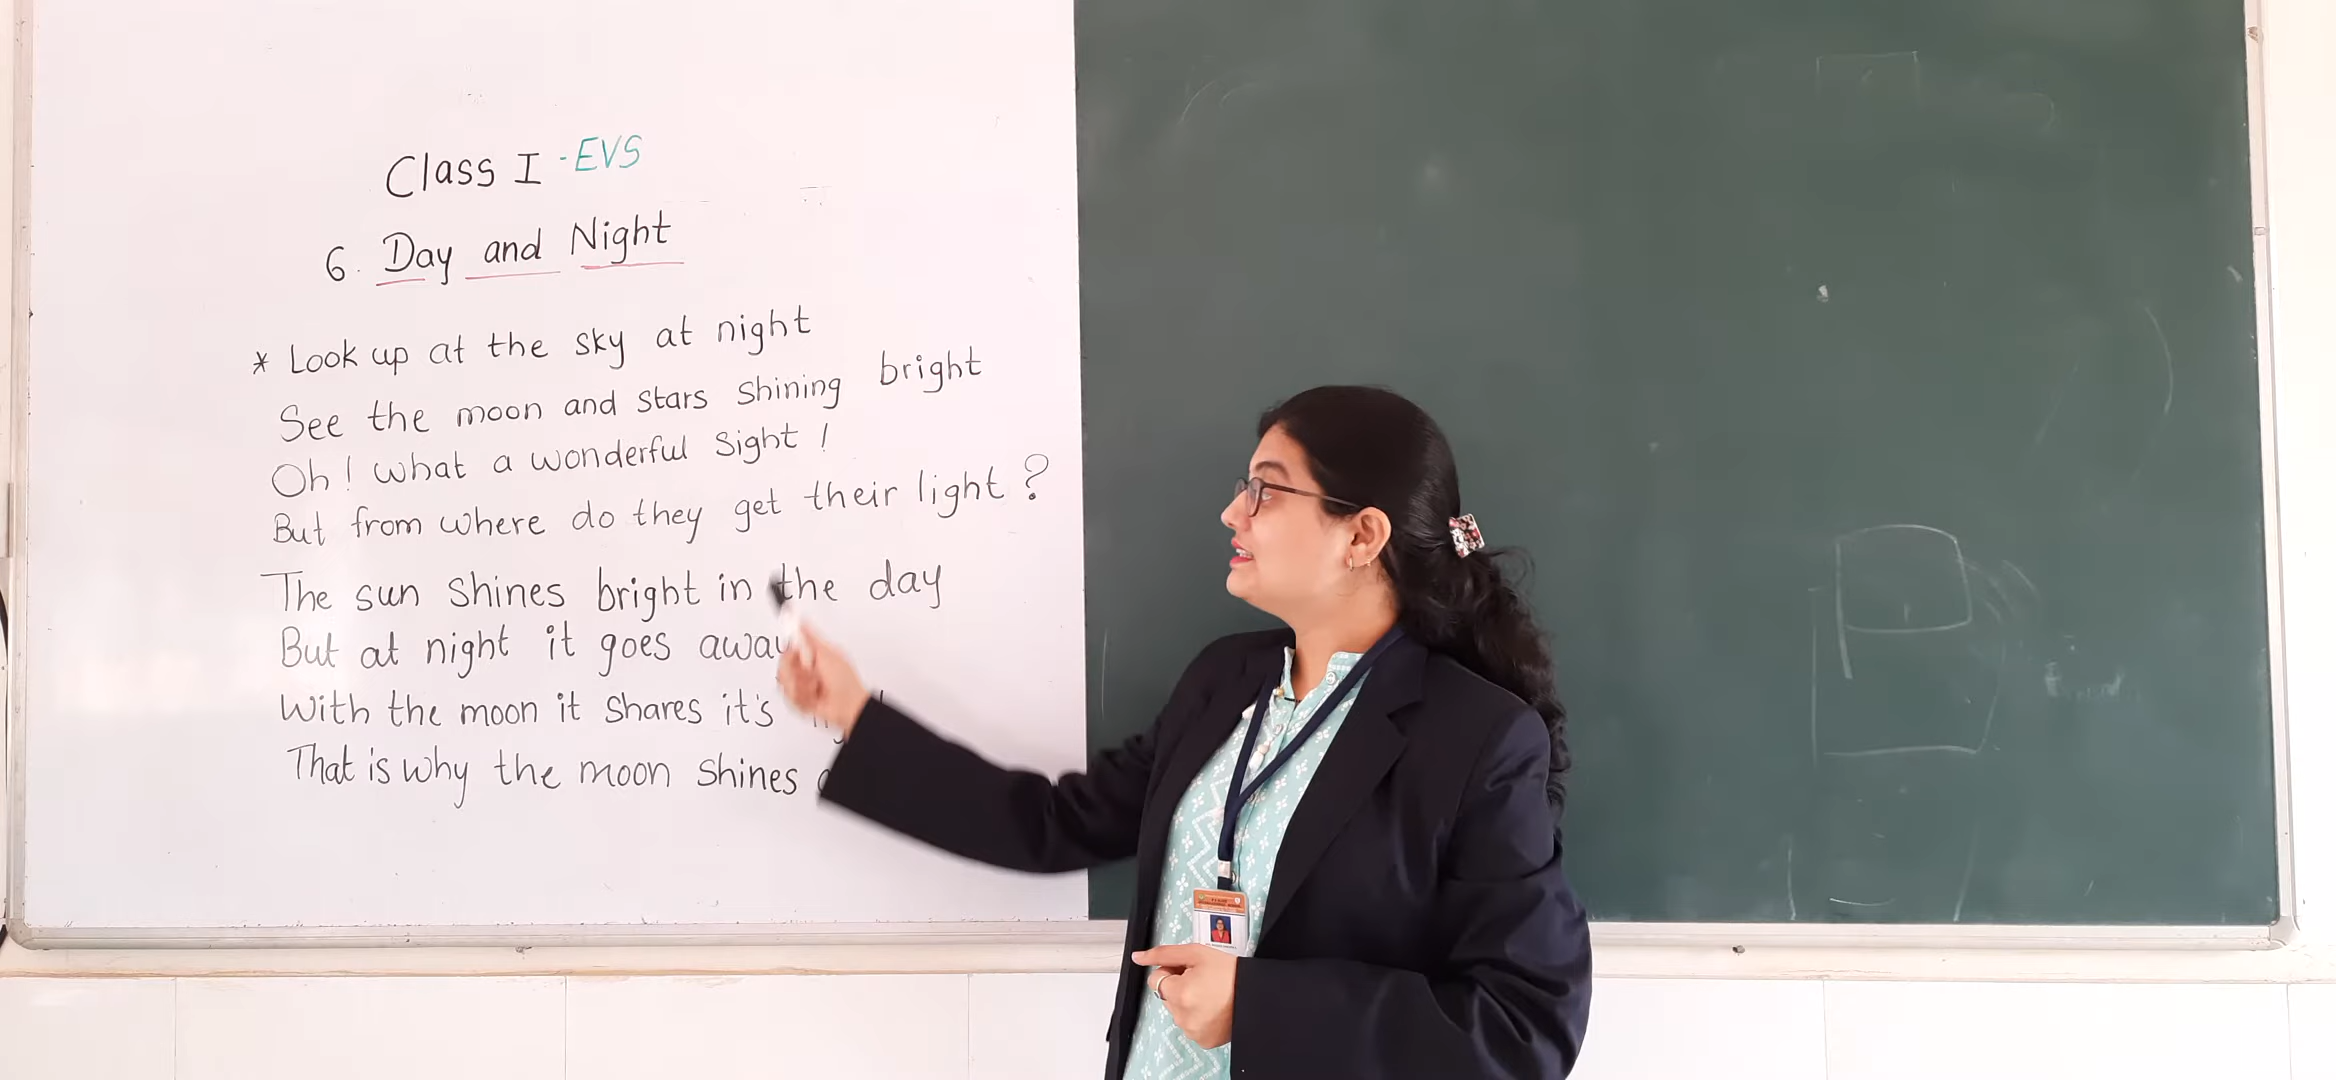 Class I - EVS
6. Day and Night
* Look up at the sky at night
See the moon and stars shining bright
Oh! what a wonderful sight!
But from where do they get their light?
The sun shines bright in the day
But at night it goes away
With the moon it shares it's
That is why the moon shines